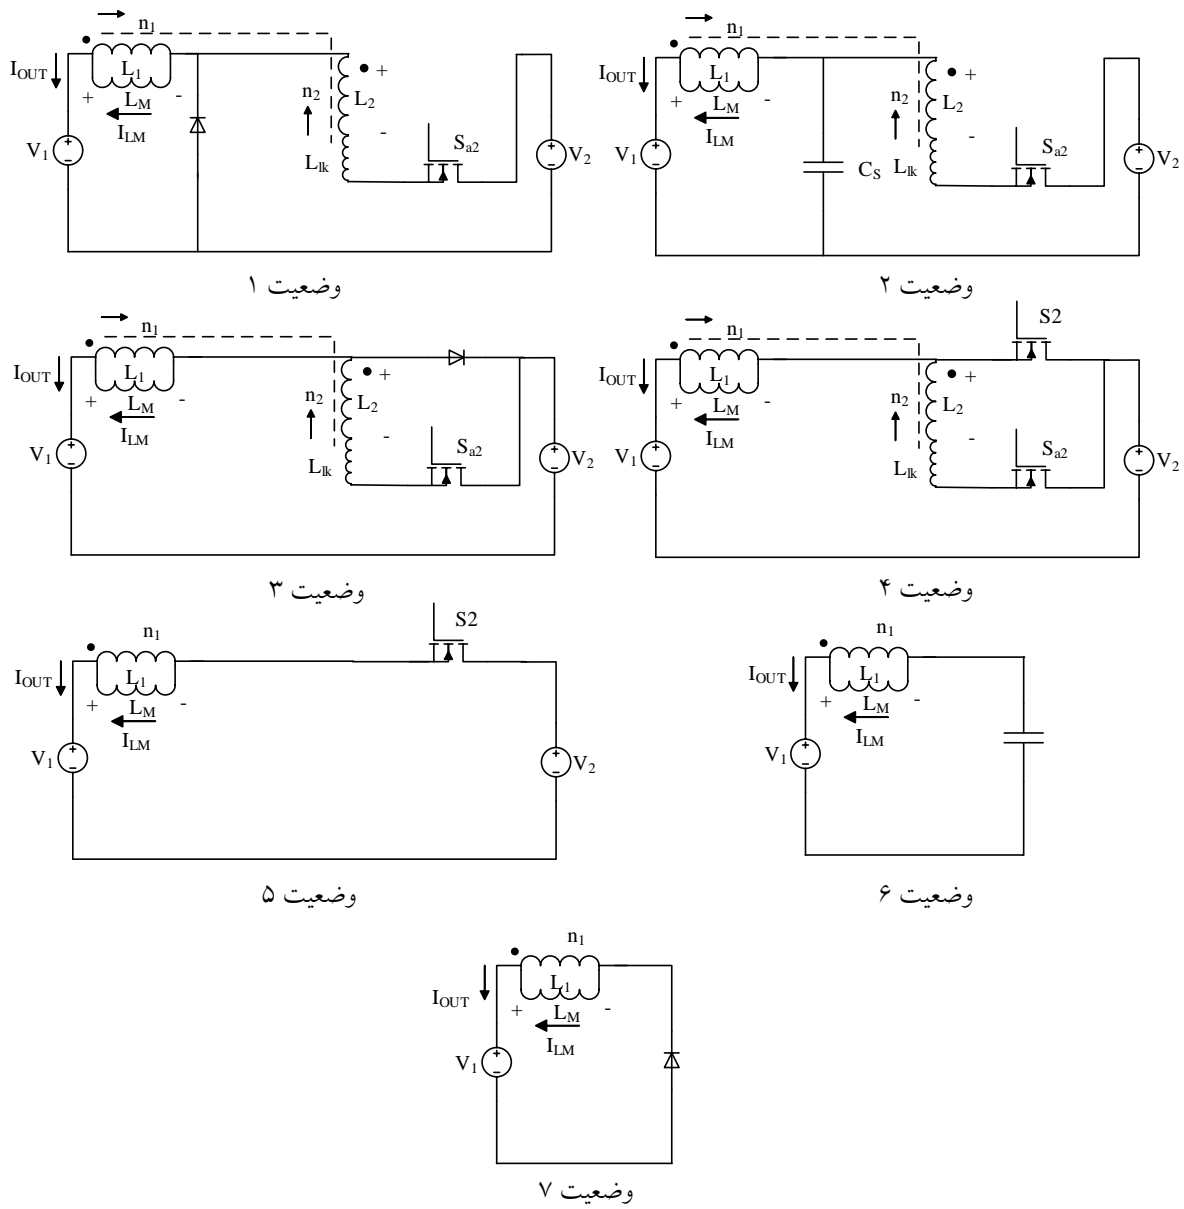 n1
IOUT
L1
+
-
LM
ILM
V1
n2
L2
+
-
Llk
Sa2
V2
وضعیت ۱
n1
IOUT
L1
+
-
LM
ILM
V1
CS
n2
L2
+
-
Llk
Sa2
V2
وضعیت ۲
n1
IOUT
L1
+
-
LM
ILM
V1
n2
L2
+
-
Llk
Sa2
V2
وضعیت ۳
S2
n1
IOUT
L1
+
-
LM
ILM
V1
n2
L2
+
-
Llk
Sa2
V2
وضعیت ۴
S2
n1
IOUT
L1
+
-
LM
ILM
V1
V2
وضعیت ۵
n1
IOUT
L1
+
-
LM
ILM
V1
وضعیت ۶
n1
IOUT
L1
+
-
LM
ILM
V1
وضعیت ۷